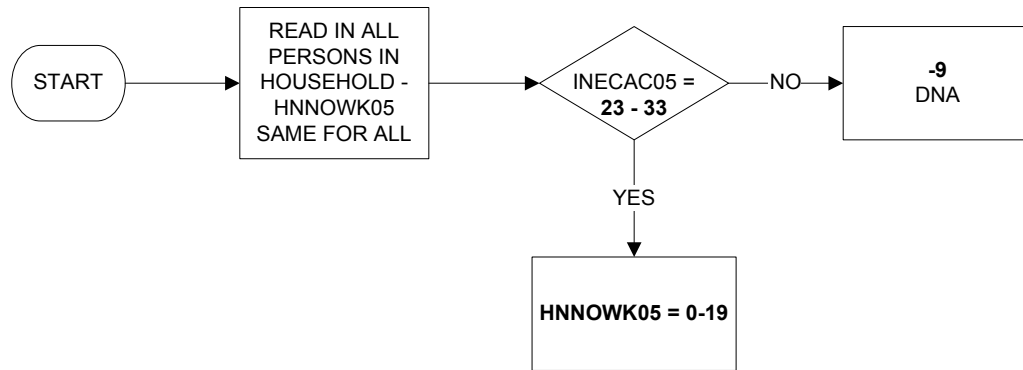 START
READ IN ALL
PERSONS IN
HOUSEHOLD -
HNNOWK05
SAME FOR ALL
INECAC05 =
23 - 33
NO
-9
DNA
YES
HNNOWK05 = 0-19